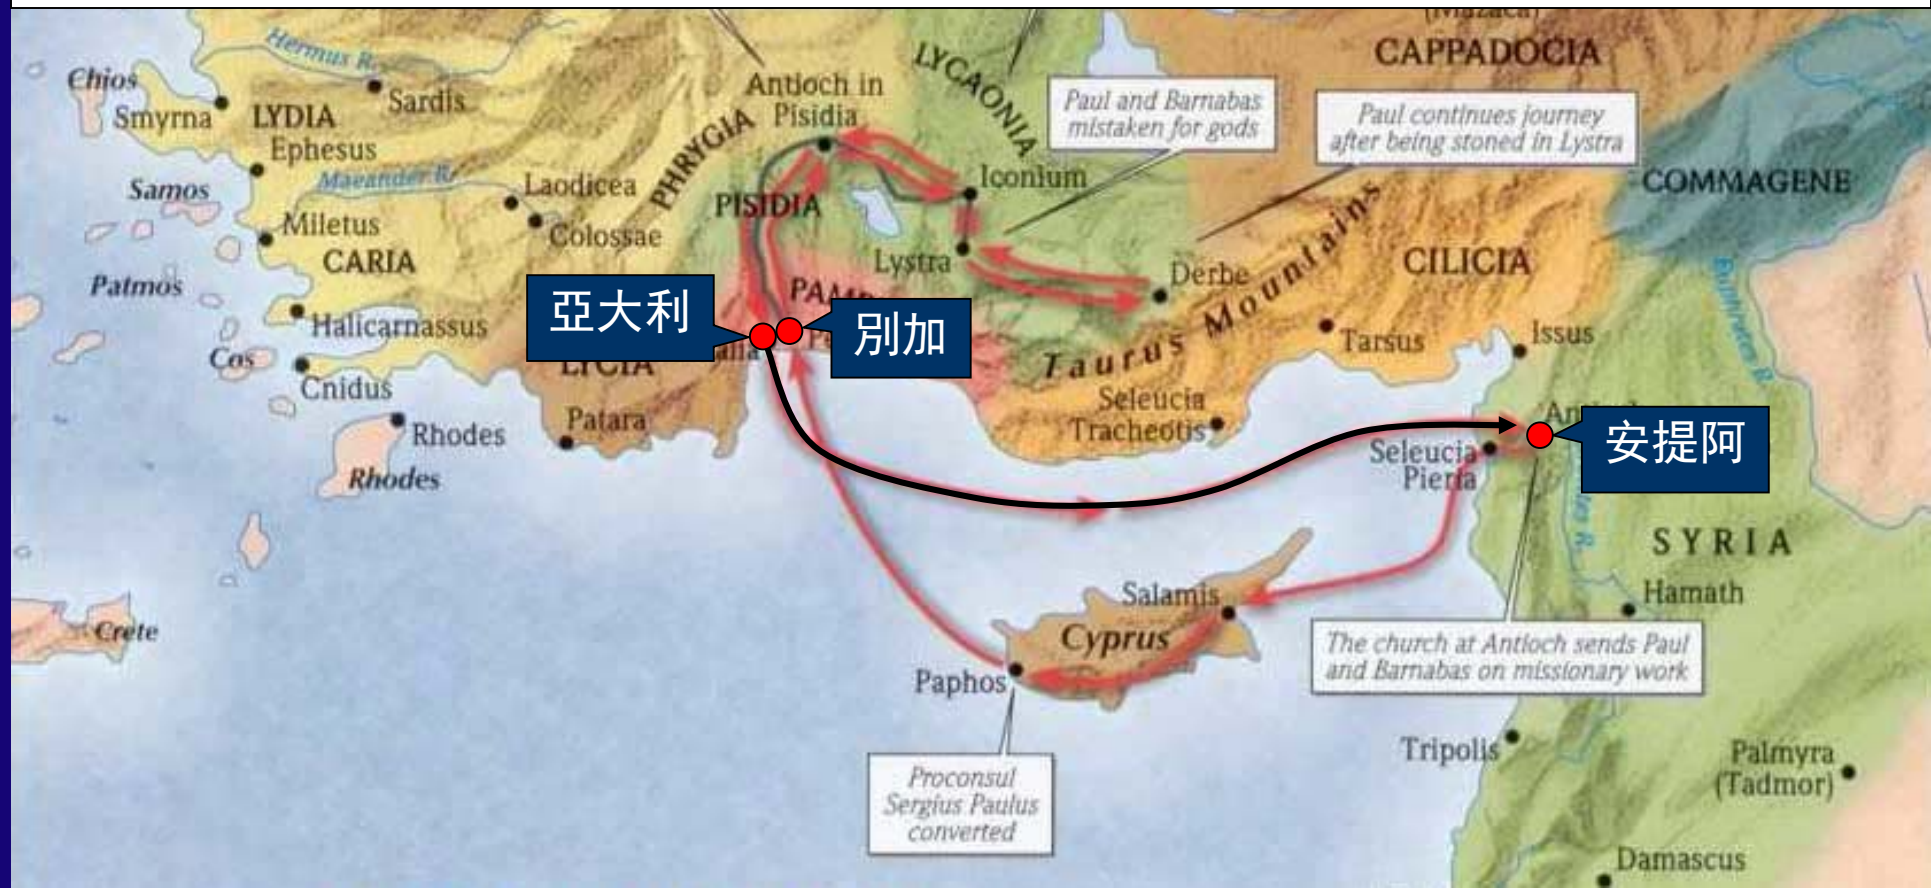 Hermus R.
Chios
Smyrna
LYDIA
Sardis
Ephesus
Samos
Maeander R.
Laodicea
Miletus
Colossae
CARIA
Patmos
Halicarnassus
Cos
Cnidus
Rhodes
Rhodes
Crete
LYCIA
Patara
PHRYGIA
Antioch in
Pisidia
PISIDIA
LYCAONIA
Iconium
Lystra
Derbe
Paul and Barnabas
mistaken for gods
Paul continues journey
after being stoned in Lystra
CAPPADOCIA
COMMAGENE
CILICIA
Taurus Mountains
Tarsus
Issus
Seleucia
Tracheotis
亞大利
別加
安提阿
Seleucia
Pieria
Euphrates R.
SYRIA
Hamath
Salamis
Cyprus
Paphos
The church at Antioch sends Paul
and Barnabas on missionary work
Proconsul
Sergius Paulus
converted
Tripolis
Palmyra
(Tadmor)
Damascus